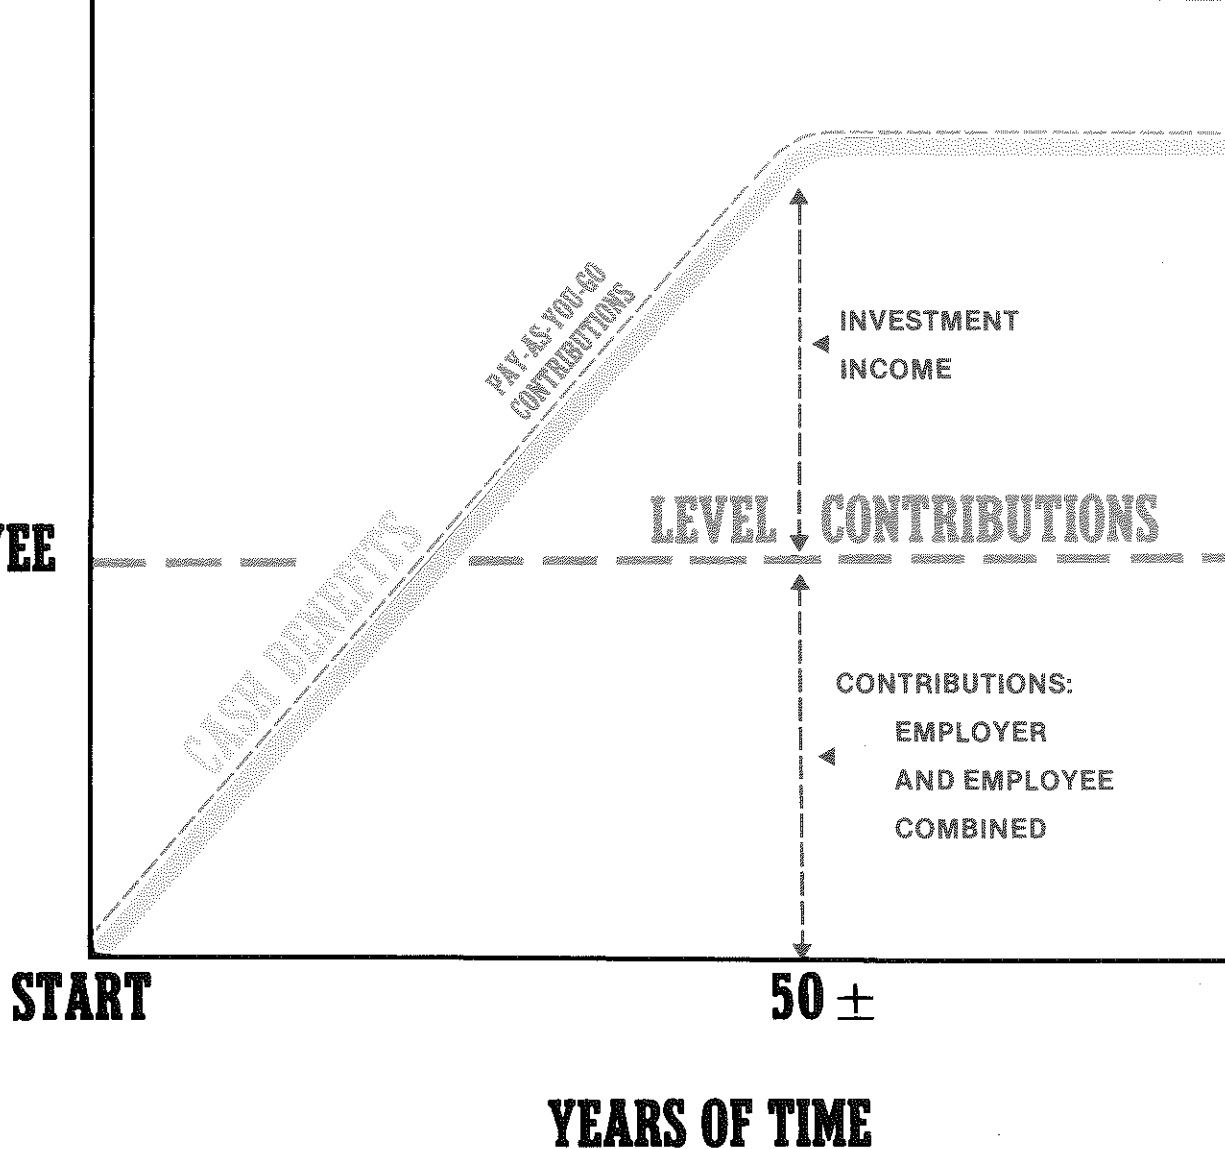 PAY-AS-YOU-GO
CONTRIBUTIONS
INVESTMENT
INCOME
LEVEL CONTRIBUTIONS
YEE
CASH BENEFITS
CONTRIBUTIONS:
EMPLOYER
AND EMPLOYEE
COMBINED
START
50 ±
YEARS OF TIME